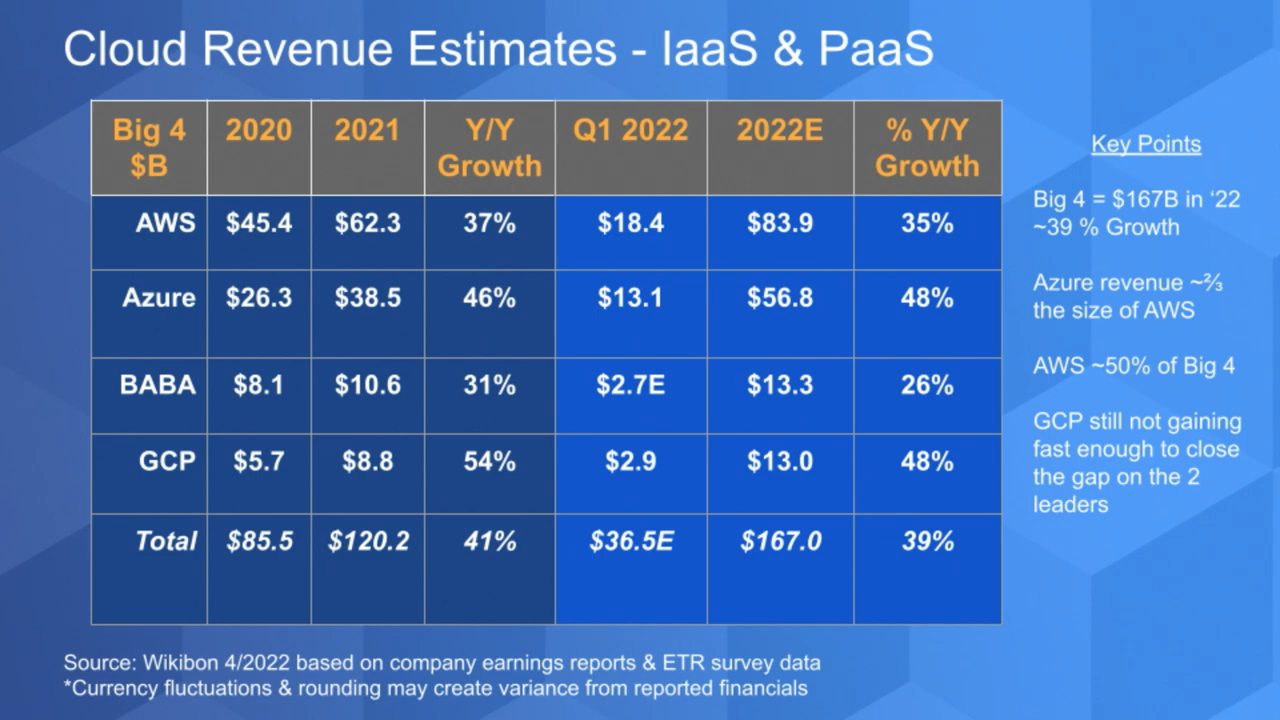 Cloud Revenue Estimates - IaaS & PaaS
Big 4 $B 2020 2021 Y/Y Growth Q1 2022 2022E % Y/Y Growth
AWS $45.4 $62.3 37% $18.4 $83.9 35%
Azure $26.3 $38.5 46% $13.1 $56.8 48%
BABA $8.1 $10.6 31% $2.7E $13.3 26%
GCP $5.7 $8.8 54% $2.9 $13.0 48%
Total $85.5 $120.2 41% $36.5E $167.0 39%
Key Points
Big 4 = $167B in ‘22
~39 % Growth
Azure revenue ~⅔
the size of AWS
AWS ~50% of Big 4
GCP still not gaining
fast enough to close
the gap on the 2
leaders
Source: Wikibon 4/2022 based on company earnings reports & ETR survey data
*Currency fluctuations & rounding may create variance from reported financials